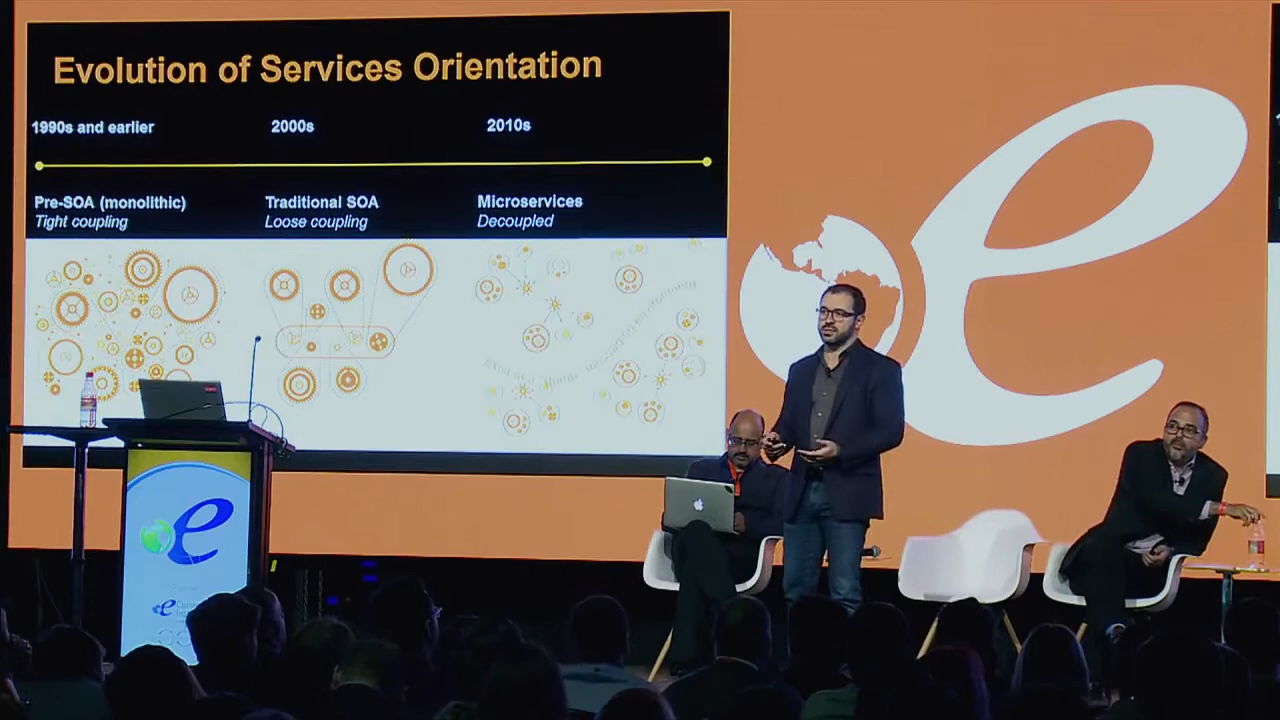 Evolution of Services Orientation
1990s and earlier
2000s
2010s
Pre-SOA (monolithic)
Tight coupling
Traditional SOA
Loose coupling
Microservices
Decoupled
e
e